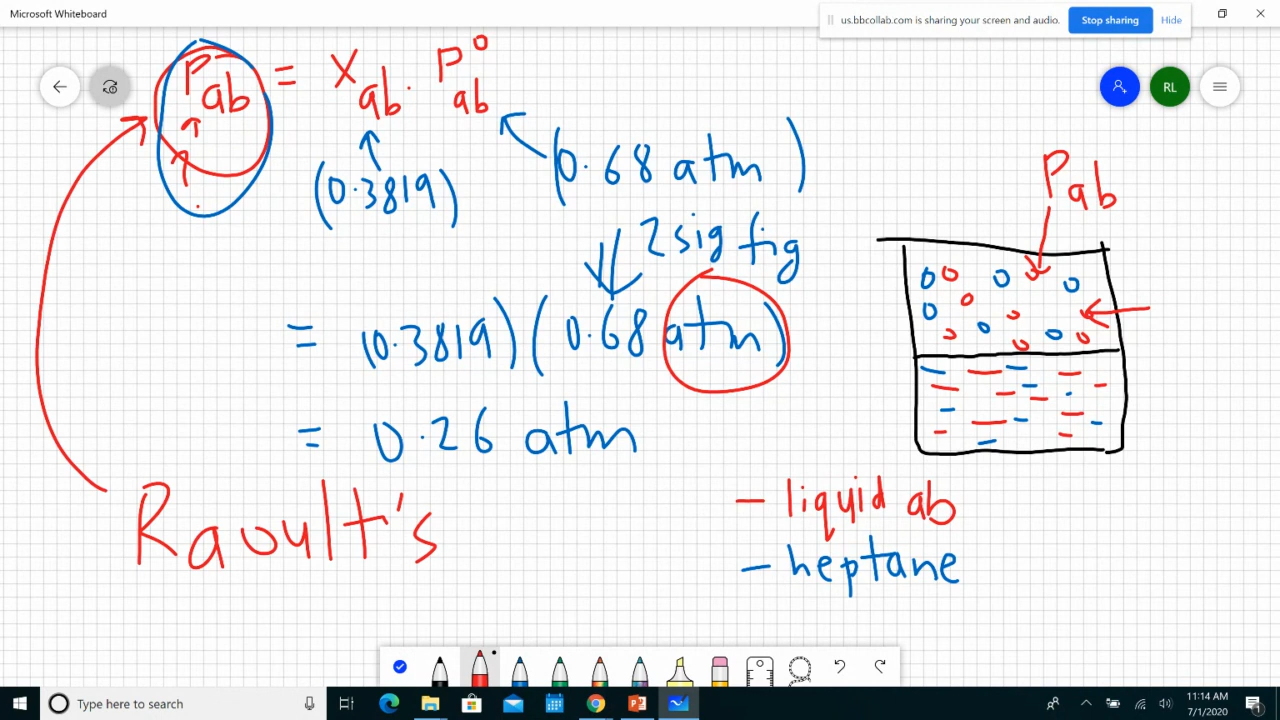 Microsoft Whiteboard
us.bbcollab.com is sharing your screen and audio.
Stop sharing
Hide
RL
P_ab = X_ab · P°_ab
(0.3819)
(0.68 atm)
2 sig fig
= (0.3819)(0.68 atm)
= 0.26 atm
Raoult's
P_ab
- liquid ab
- heptane
Type here to search
11:14 AM
7/1/2020
1